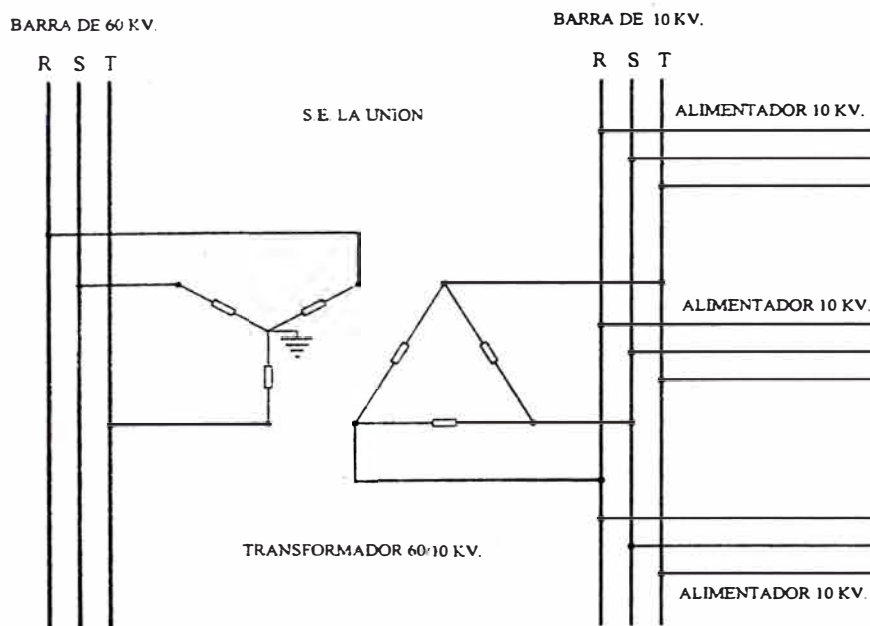 BARRA DE 60 KV.
BARRA DE 10 KV.
R S T
R S T
S.E. LA UNION
ALIMENTADOR 10 KV.
ALIMENTADOR 10 KV.
TRANSFORMADOR 60/10 KV.
ALIMENTADOR 10 KV.